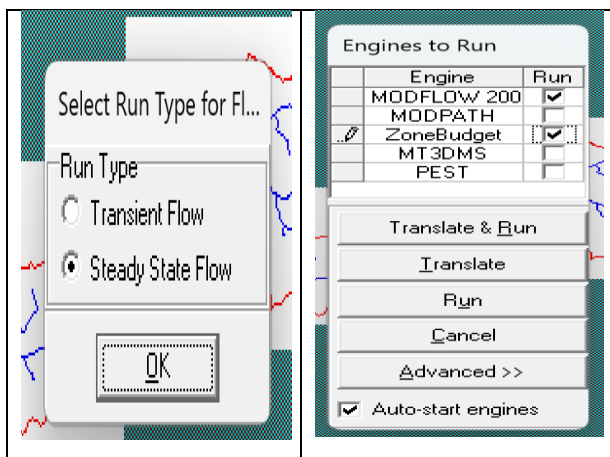 Select Run Type for Fl...
Run Type
Transient Flow
Steady State Flow
OK
Engines to Run
Engine Run
MODFLOW 200
MODPATH
ZoneBudget
MT3DMS
PEST
Translate & Run
Translate
Run
Cancel
Advanced >>
Auto-start engines